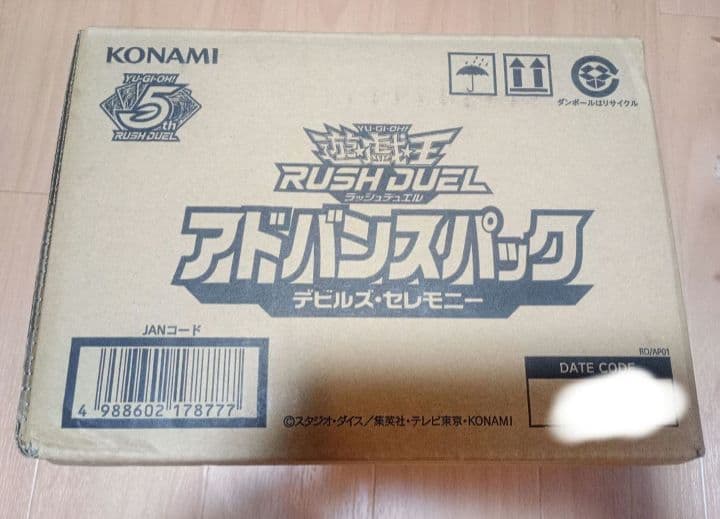 KONAMI
YU-GI-OH!
5th
RUSH DUEL
ダンボールはリサイクル
YU-GI-OH!
遊☆戯☆王
RUSH DUEL
ラッシュデュエル
アドバンスパック
デビルズ・セレモニー
JANコード
4 988602 178777
RD/AP01
DATE CODE
©スタジオ・ダイス/集英社・テレビ東京・KONAMI